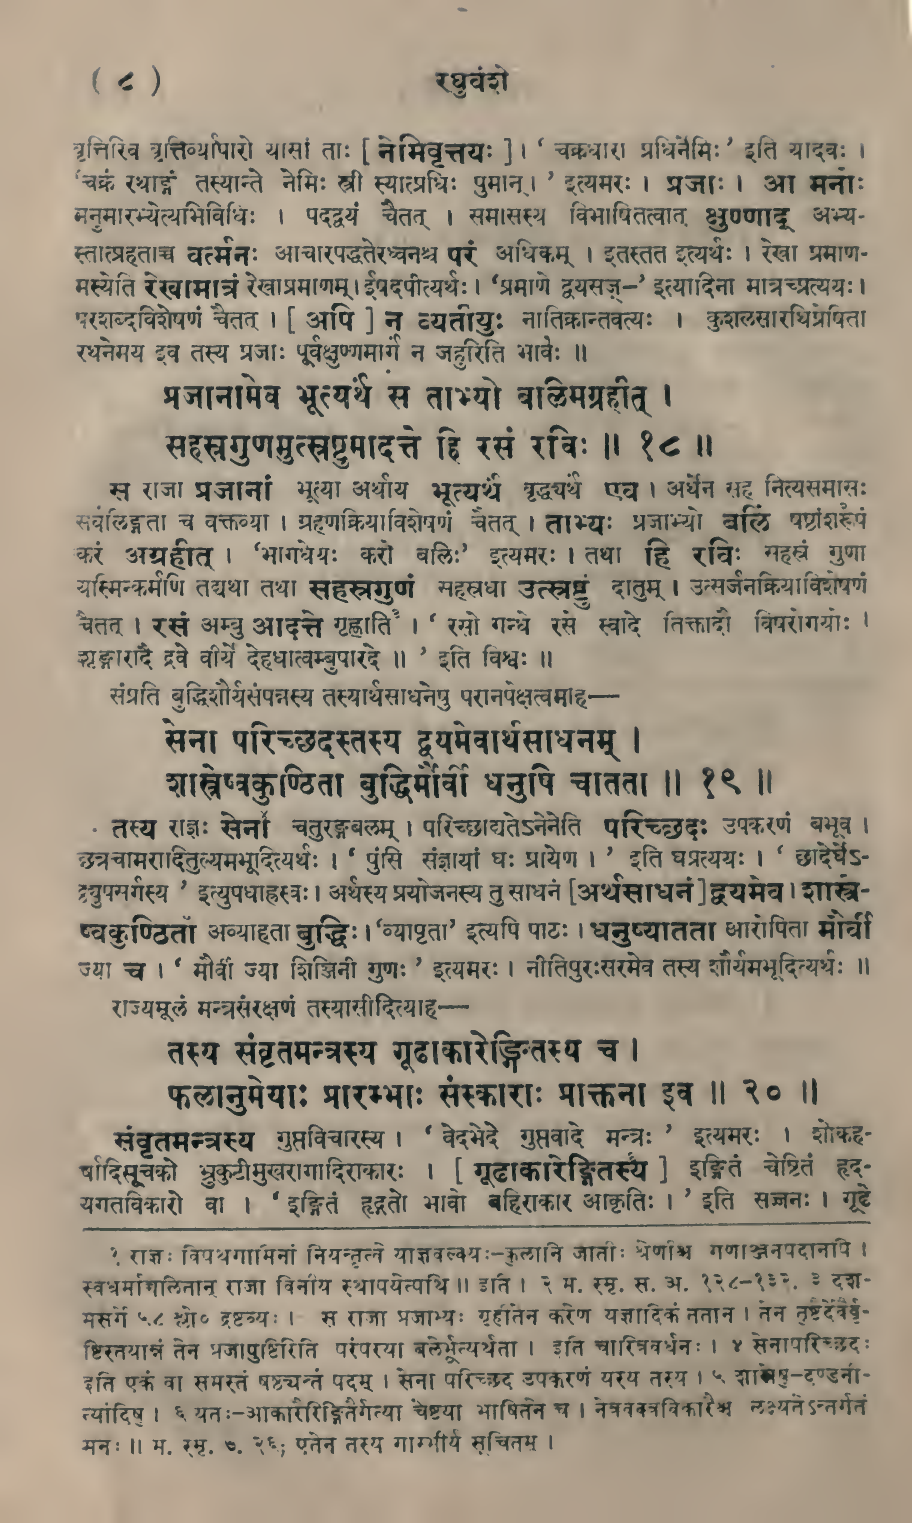 ( ८ ) रघुवंशे
वृत्तिरिव वृत्तिर्व्यापारो यासां ताः [ नेमिवृत्तयः ] । ‘ चक्रधारा प्रधिर्नेमिः ’ इति यादवः ।
‘चक्रं रथाङ्गं तस्यान्ते नेमिः स्त्री स्यात्प्रधिः पुमान् । ’ इत्यमरः । प्रजाः । आ मनोः
मनुमारभ्येत्यभिविधिः । पदद्वयं चैतत् । समासस्य विभाषितत्वात् क्षुण्णाद् अभ्य-
स्तात्प्रहताच्च वर्त्मनः आचारपद्धतेरध्वनश्च परं अधिकम् । इतस्तत इत्यर्थः । रेखा प्रमाण-
मस्येति रेखामात्रं रेखाप्रमाणम् । ईषदपीत्यर्थः । ‘प्रमाणे द्वयसज्-’ इत्यादिना मात्रच्प्रत्ययः ।
परशब्दविशेषणं चैतत् । [ अपि ] न व्यतीयुः नातिक्रान्तवत्यः । कुशलसारथिप्रेषिता
रथनेमय इव तस्य प्रजाः पूर्वक्षुण्णमार्गं न जहुरिति भावः ॥
प्रजानामेव भूत्यर्थं स ताभ्यो बलिमग्रहीत् ।
सहस्रगुणमुत्स्रष्टुमादत्ते हि रसं रविः ॥ १८ ॥
स राजा प्रजानां भूत्या अर्थाय भूत्यर्थं वृद्ध्यर्थं एव । अर्थेन सह नित्यसमासः
सर्वलिङ्गता च वक्तव्या । ग्रहणक्रियाविशेषणं चैतत् । ताभ्यः प्रजाभ्यो बलिं षष्ठांशरूपं
करं अग्रहीत् । ‘भागधेयः करो बलिः’ इत्यमरः । तथा हि रविः सहस्रं गुणा
यस्मिन्कर्मणि तद्यथा तथा सहस्रगुणं सहस्रधा उत्स्रष्टुं दातुम् । उत्सर्जनक्रियाविशेषणं
चैतत् । रसं अम्बु आदत्ते गृह्णाति३ । ‘ रसो गन्धे रसे स्वादे तिक्तादौ विषरोगयोः ।
शृङ्गारादौ द्रवे वीर्ये देहधात्वम्बुपारदे ॥ ’ इति विश्वः ॥
संप्रति बुद्धिशौर्यसंपन्नस्य तस्यार्थसाधनेषु परानपेक्षत्वमाह—
सेना परिच्छदस्तस्य द्वयमेवार्थसाधनम् ।
शास्त्रेष्वकुण्ठिता बुद्धिर्मौर्वी धनुषि चातता ॥ १९ ॥
तस्य राज्ञः सेना४ चतुरङ्गबलम् । परिच्छाद्यतेऽनेनेति परिच्छदः उपकरणं बभूव ।
छत्रचामरादितुल्यमभूदित्यर्थः । ‘ पुंसि संज्ञायां घः प्रायेण । ’ इति घप्रत्ययः । ‘ छादेर्घेऽ-
द्व्युपसर्गस्य ’ इत्युपधाह्रस्वः । अर्थस्य प्रयोजनस्य तु साधनं [अर्थसाधनं] द्वयमेव । शास्त्रे५-
ष्वकुण्ठिता अव्याहता बुद्धिः । ‘व्यापृता’ इत्यपि पाठः । धनुष्यातता आरोपिता मौर्वी
ज्या च । ‘ मौर्वी ज्या शिञ्जिनी गुणः ’ इत्यमरः । नीतिपुरःसरमेव तस्य शौर्यमभूदित्यर्थः ॥
राज्यमूलं मन्त्रसंरक्षणं तस्यासीदित्याह—
तस्य संवृतमन्त्रस्य गूढाकारेङ्गितस्य च ।
फलानुमेयाः प्रारम्भाः संस्काराः प्राक्तना इव ॥ २० ॥
संवृतमन्त्रस्य गुप्तविचारस्य । ‘ वेदभेदे गुप्तवादे मन्त्रः ’ इत्यमरः । शोकह-
र्षादिसूचको भ्रुकुटीमुखरागादिराकारः । [ गूढाकारेङ्गितस्य६ ] इङ्गितं चेष्टितं हृद-
यगतविकारो वा । ‘ इङ्गितं हृद्गतो भावो बहिराकार आकृतिः । ’ इति सज्जनः । गूढे
१ राज्ञः विपथगामिनां नियन्तृत्वे याज्ञवल्क्यः-कुलानि जातीः श्रेणीश्च गणाञ्जनपदानपि ।
स्वधर्माच्चलितान् राजा विनीय स्थापयेत्पथि ॥ इति । २ म. स्मृ. स. अ. १२८-१३२. ३ दश-
मसर्गे ५८ श्लो० द्रष्टव्यः । स राजा प्रजाभ्यः गृहीतेन करेण यज्ञादिकं ततान । तेन तुष्टैर्देवैर्वृ-
ष्टिस्तयान्नं तेन प्रजापुष्टिरिति परंपरया बलेर्भूत्यर्थता । इति चारित्रवर्धनः । ४ सेनापरिच्छदः
इति एकं वा समस्तं षष्ठ्यन्तं पदम् । सेना परिच्छद उपकरणं यस्य तस्य । ५ शास्त्रेषु-दण्डनी-
त्यादिषु । ६ यतः-आकारैरिङ्गितैर्गत्या चेष्टया भाषितेन च । नेत्रवक्त्रविकारैश्च लक्ष्यतेऽन्तर्गतं
मनः ॥ म. स्मृ. ७. २६; एतेन तस्य गाम्भीर्यं सूचितम् ।